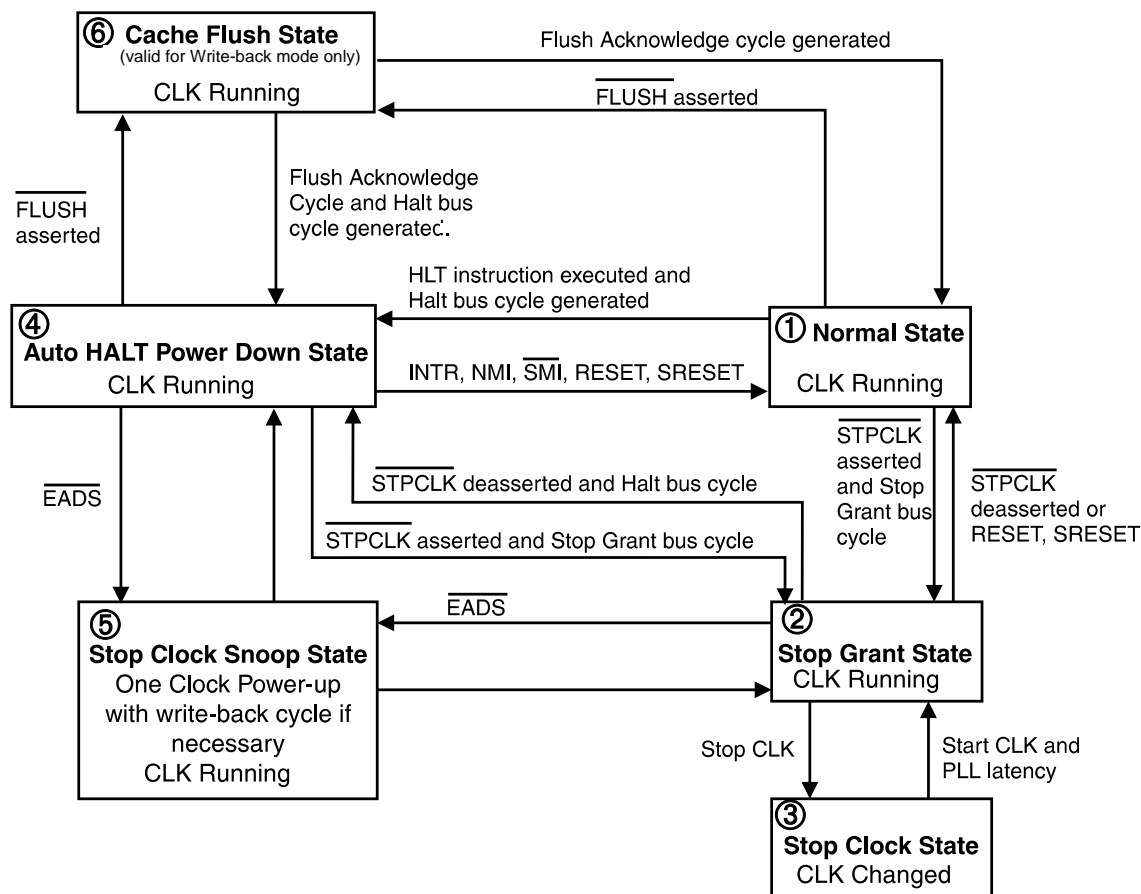 ⑥ Cache Flush State
(valid for Write-back mode only)
CLK Running
Flush Acknowledge cycle generated
FLUSH asserted
FLUSH
asserted
Flush Acknowledge
Cycle and Halt bus
cycle generated.
HLT instruction executed and
Halt bus cycle generated
④
Auto HALT Power Down State
CLK Running
① Normal State
CLK Running
INTR, NMI, SMI, RESET, SRESET
EADS
STPCLK deasserted and Halt bus cycle
STPCLK asserted and Stop Grant bus cycle
STPCLK
asserted
and Stop
Grant bus
cycle
STPCLK
deasserted or
RESET, SRESET
EADS
⑤
Stop Clock Snoop State
One Clock Power-up
with write-back cycle if
necessary
CLK Running
②
Stop Grant State
CLK Running
Stop CLK
Start CLK and
PLL latency
③
Stop Clock State
CLK Changed